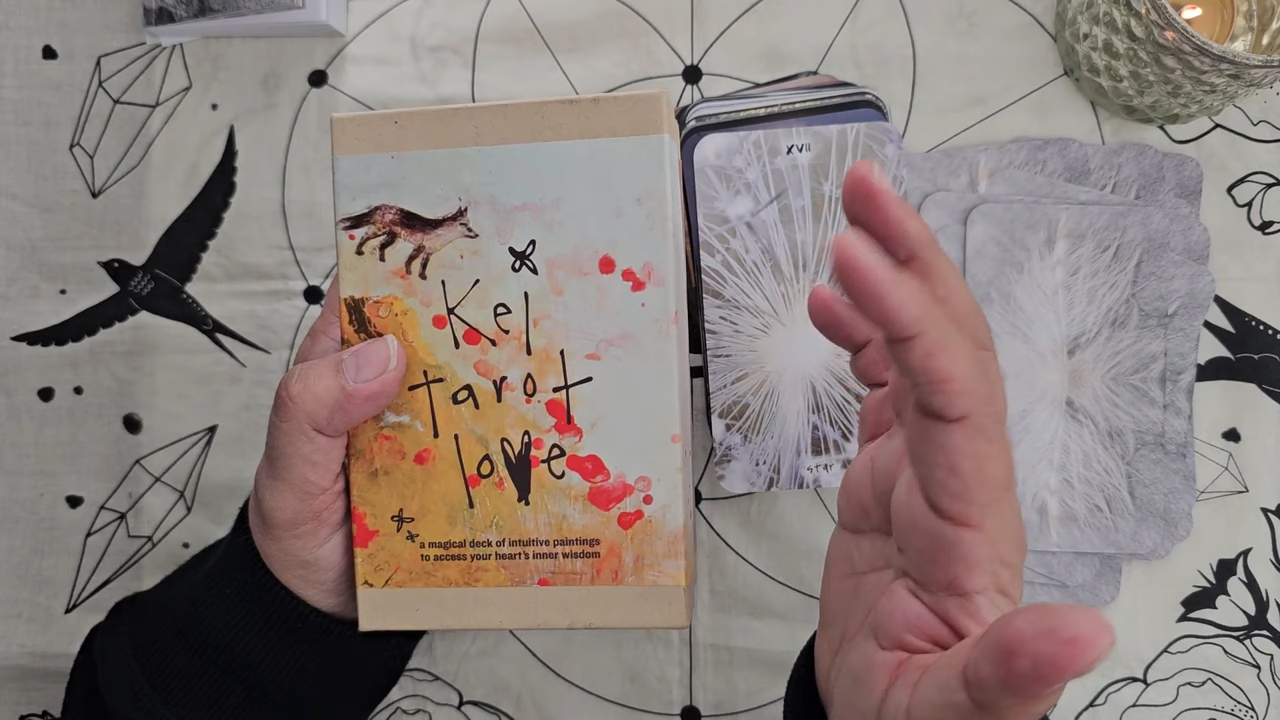 Kel
tarot
love
a magical deck of intuitive paintings
to access your heart's inner wisdom
XVII
star